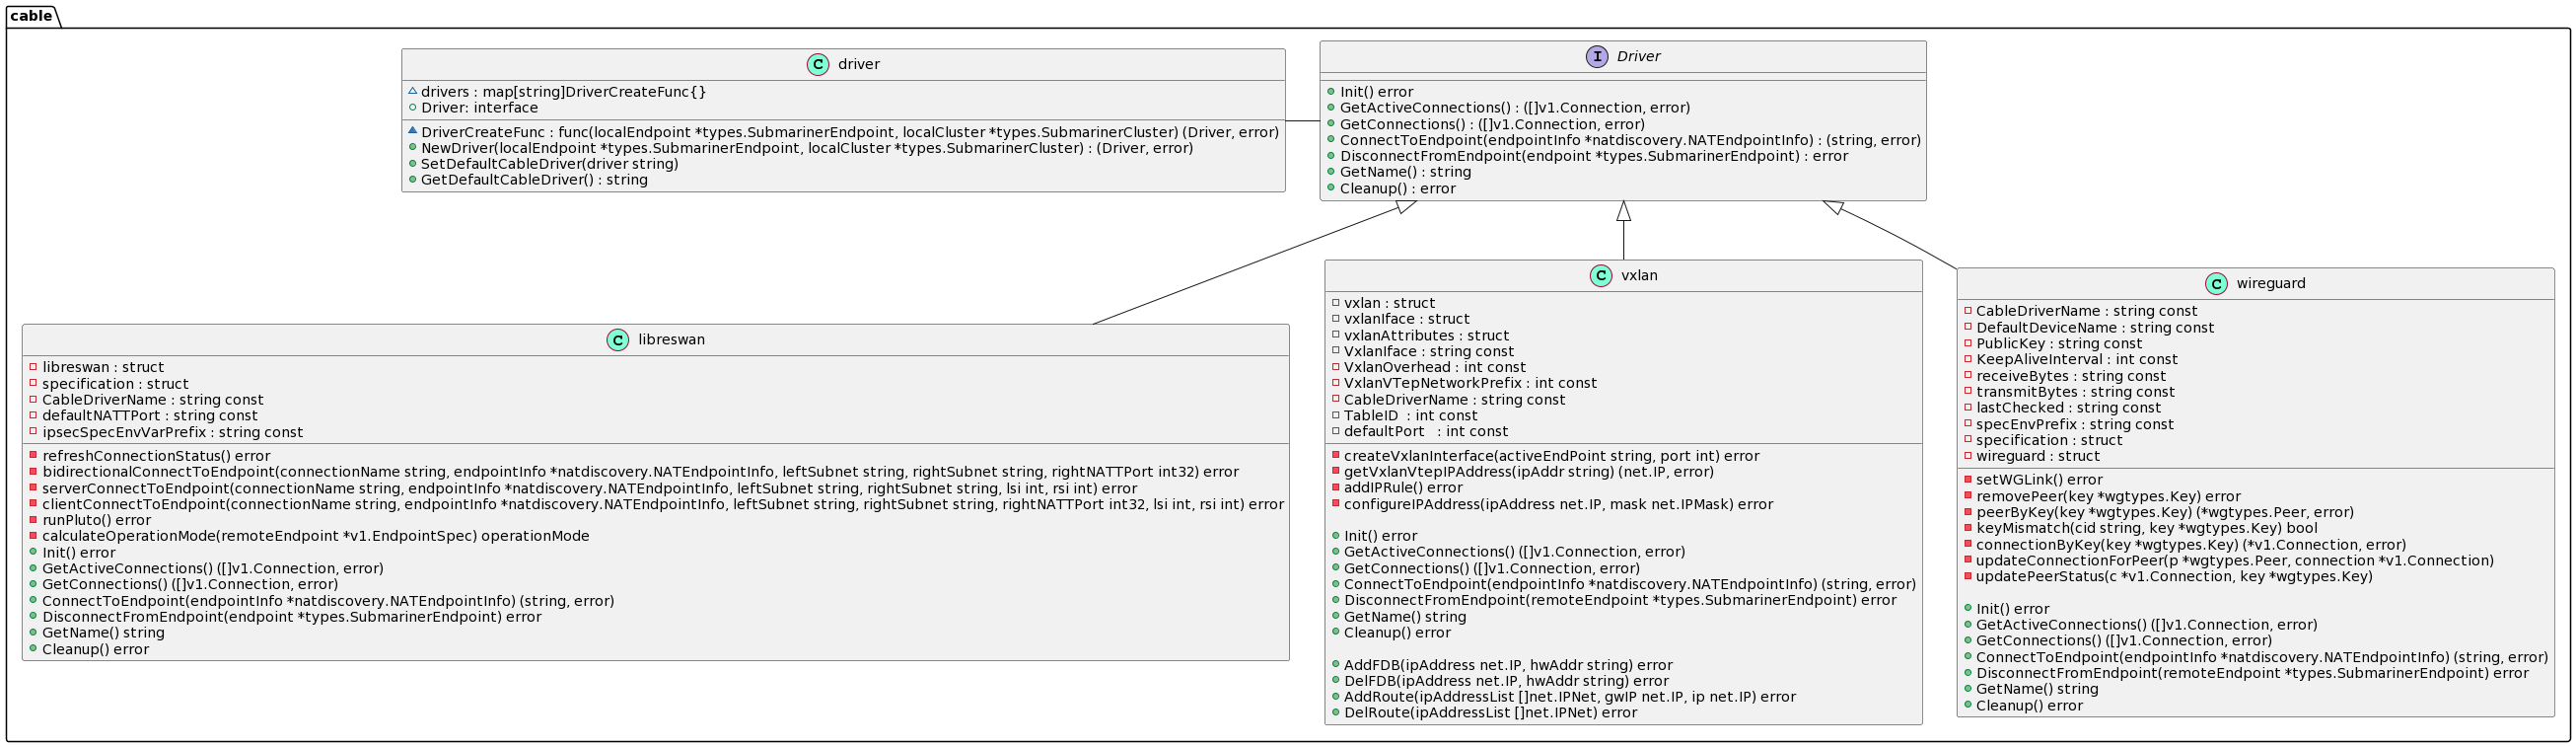 cable
C driver
drivers : map[string]DriverCreateFunc{}
Driver: interface
DriverCreateFunc : func(localEndpoint *types.SubmarinerEndpoint, localCluster *types.SubmarinerCluster) (Driver, error)
NewDriver(localEndpoint *types.SubmarinerEndpoint, localCluster *types.SubmarinerCluster) : (Driver, error)
SetDefaultCableDriver(driver string)
GetDefaultCableDriver() : string
I Driver
Init() error
GetActiveConnections() : ([]v1.Connection, error)
GetConnections() : ([]v1.Connection, error)
ConnectToEndpoint(endpointInfo *natdiscovery.NATEndpointInfo) : (string, error)
DisconnectFromEndpoint(endpoint *types.SubmarinerEndpoint) : error
GetName() : string
Cleanup() : error
C libreswan
libreswan : struct
specification : struct
CableDriverName : string const
defaultNATTPort : string const
ipsecSpecEnvVarPrefix : string const
refreshConnectionStatus() error
bidirectionalConnectToEndpoint(connectionName string, endpointInfo *natdiscovery.NATEndpointInfo, leftSubnet string, rightSubnet string, rightNATTPort int32) error
serverConnectToEndpoint(connectionName string, endpointInfo *natdiscovery.NATEndpointInfo, leftSubnet string, rightSubnet string, lsi int, rsi int) error
clientConnectToEndpoint(connectionName string, endpointInfo *natdiscovery.NATEndpointInfo, leftSubnet string, rightSubnet string, rightNATTPort int32, lsi int, rsi int) error
runPluto() error
calculateOperationMode(remoteEndpoint *v1.EndpointSpec) operationMode
Init() error
GetActiveConnections() ([]v1.Connection, error)
GetConnections() ([]v1.Connection, error)
ConnectToEndpoint(endpointInfo *natdiscovery.NATEndpointInfo) (string, error)
DisconnectFromEndpoint(endpoint *types.SubmarinerEndpoint) error
GetName() string
Cleanup() error
C vxlan
vxlan : struct
vxlanIface : struct
vxlanAttributes : struct
VxlanIface : string const
VxlanOverhead : int const
VxlanVTepNetworkPrefix : int const
CableDriverName : string const
TableID  : int const
defaultPort   : int const
createVxlanInterface(activeEndPoint string, port int) error
getVxlanVtepIPAddress(ipAddr string) (net.IP, error)
addIPRule() error
configureIPAddress(ipAddress net.IP, mask net.IPMask) error
Init() error
GetActiveConnections() ([]v1.Connection, error)
GetConnections() ([]v1.Connection, error)
ConnectToEndpoint(endpointInfo *natdiscovery.NATEndpointInfo) (string, error)
DisconnectFromEndpoint(remoteEndpoint *types.SubmarinerEndpoint) error
GetName() string
Cleanup() error
AddFDB(ipAddress net.IP, hwAddr string) error
DelFDB(ipAddress net.IP, hwAddr string) error
AddRoute(ipAddressList []net.IPNet, gwIP net.IP, ip net.IP) error
DelRoute(ipAddressList []net.IPNet) error
C wireguard
CableDriverName : string const
DefaultDeviceName : string const
PublicKey : string const
KeepAliveInterval : int const
receiveBytes : string const
transmitBytes : string const
lastChecked : string const
specEnvPrefix : string const
specification : struct
wireguard : struct
setWGLink() error
removePeer(key *wgtypes.Key) error
peerByKey(key *wgtypes.Key) (*wgtypes.Peer, error)
keyMismatch(cid string, key *wgtypes.Key) bool
connectionByKey(key *wgtypes.Key) (*v1.Connection, error)
updateConnectionForPeer(p *wgtypes.Peer, connection *v1.Connection)
updatePeerStatus(c *v1.Connection, key *wgtypes.Key)
Init() error
GetActiveConnections() ([]v1.Connection, error)
GetConnections() ([]v1.Connection, error)
ConnectToEndpoint(endpointInfo *natdiscovery.NATEndpointInfo) (string, error)
DisconnectFromEndpoint(remoteEndpoint *types.SubmarinerEndpoint) error
GetName() string
Cleanup() error